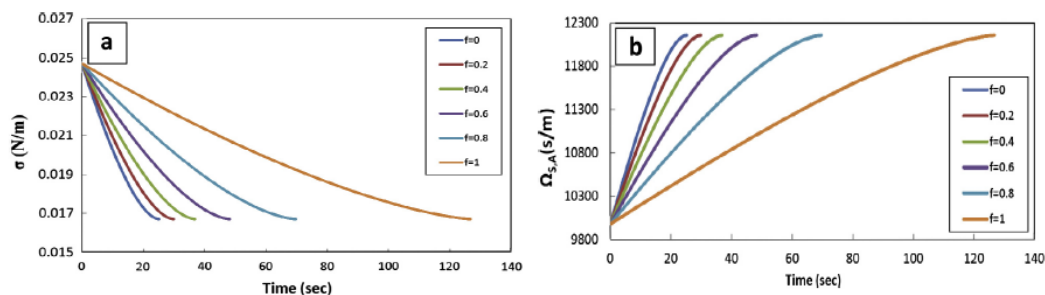 a
0.027
0.025
0.023
0.021
0.019
0.017
0.015
σ (N/m)
0 20 40 60 80 100 120 140
Time (sec)
f=0
f=0.2
f=0.4
f=0.6
f=0.8
f=1
b
12300
11800
11300
10800
10300
9800
Ωs,A(s/m)
0 20 40 60 80 100 120 140
Time (sec)
f=0
f=0.2
f=0.4
f=0.6
f=0.8
f=1